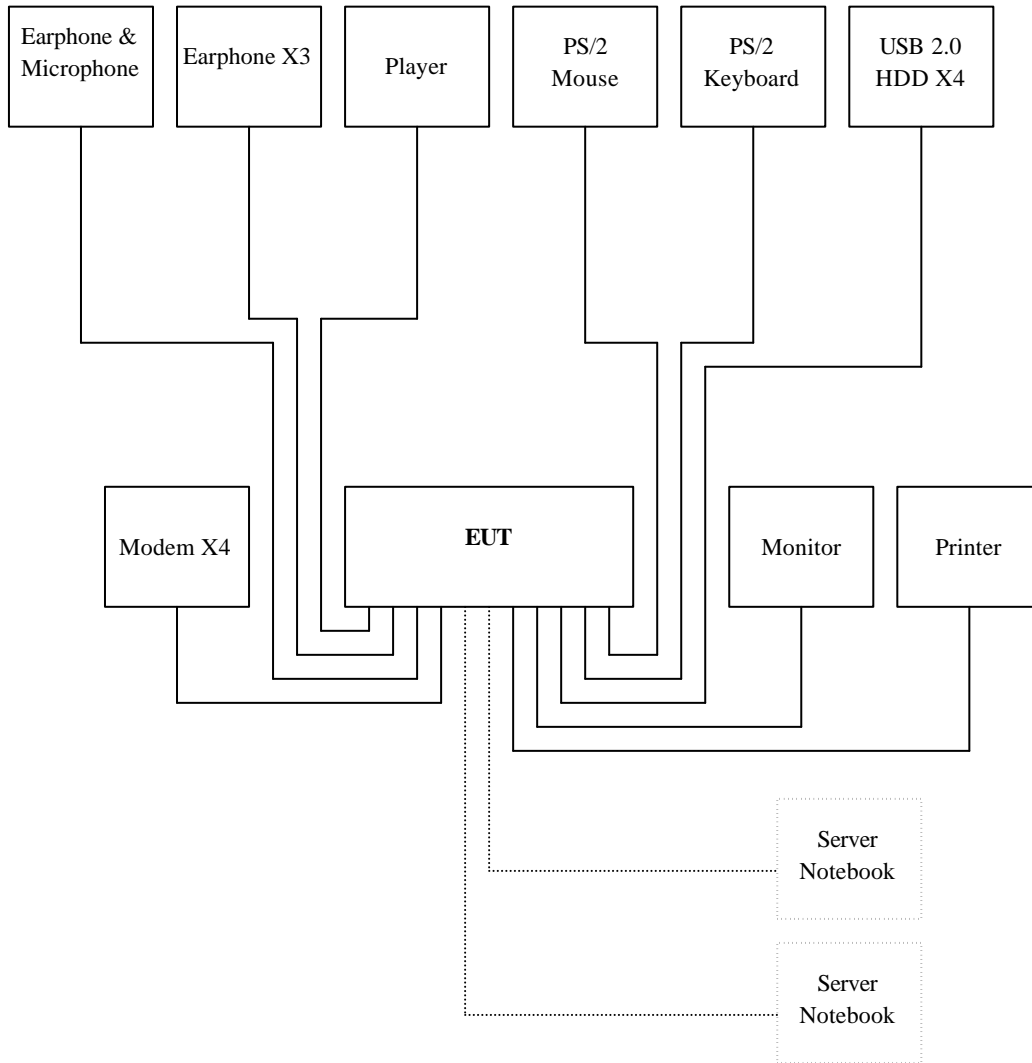 Earphone &
Microphone
Earphone X3
Player
PS/2
Mouse
PS/2
Keyboard
USB 2.0
HDD X4
Modem X4
EUT
Monitor
Printer
Server
Notebook
Server
Notebook